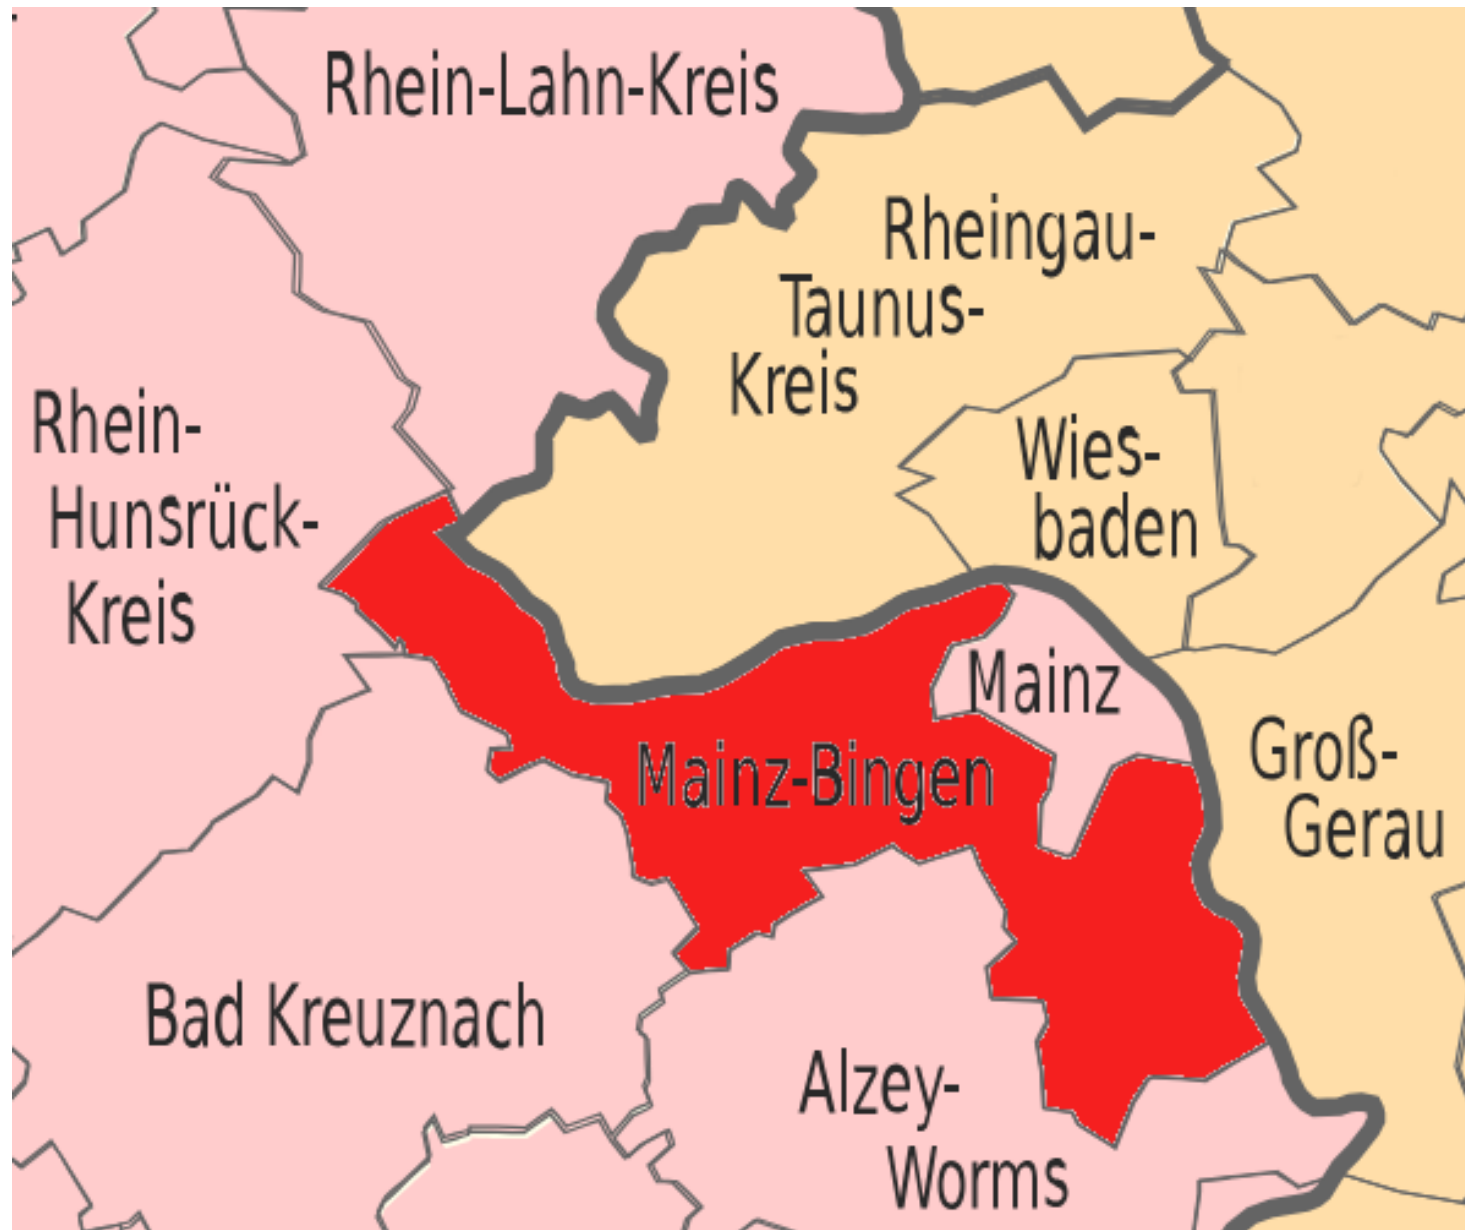 Rhein-Lahn-Kreis
Rheingau-
Taunus-
Kreis
Rhein-
Hunsrück-
Kreis
Wies-
baden
Mainz
Mainz-Bingen
Groß-
Gerau
Bad Kreuznach
Alzey-
Worms